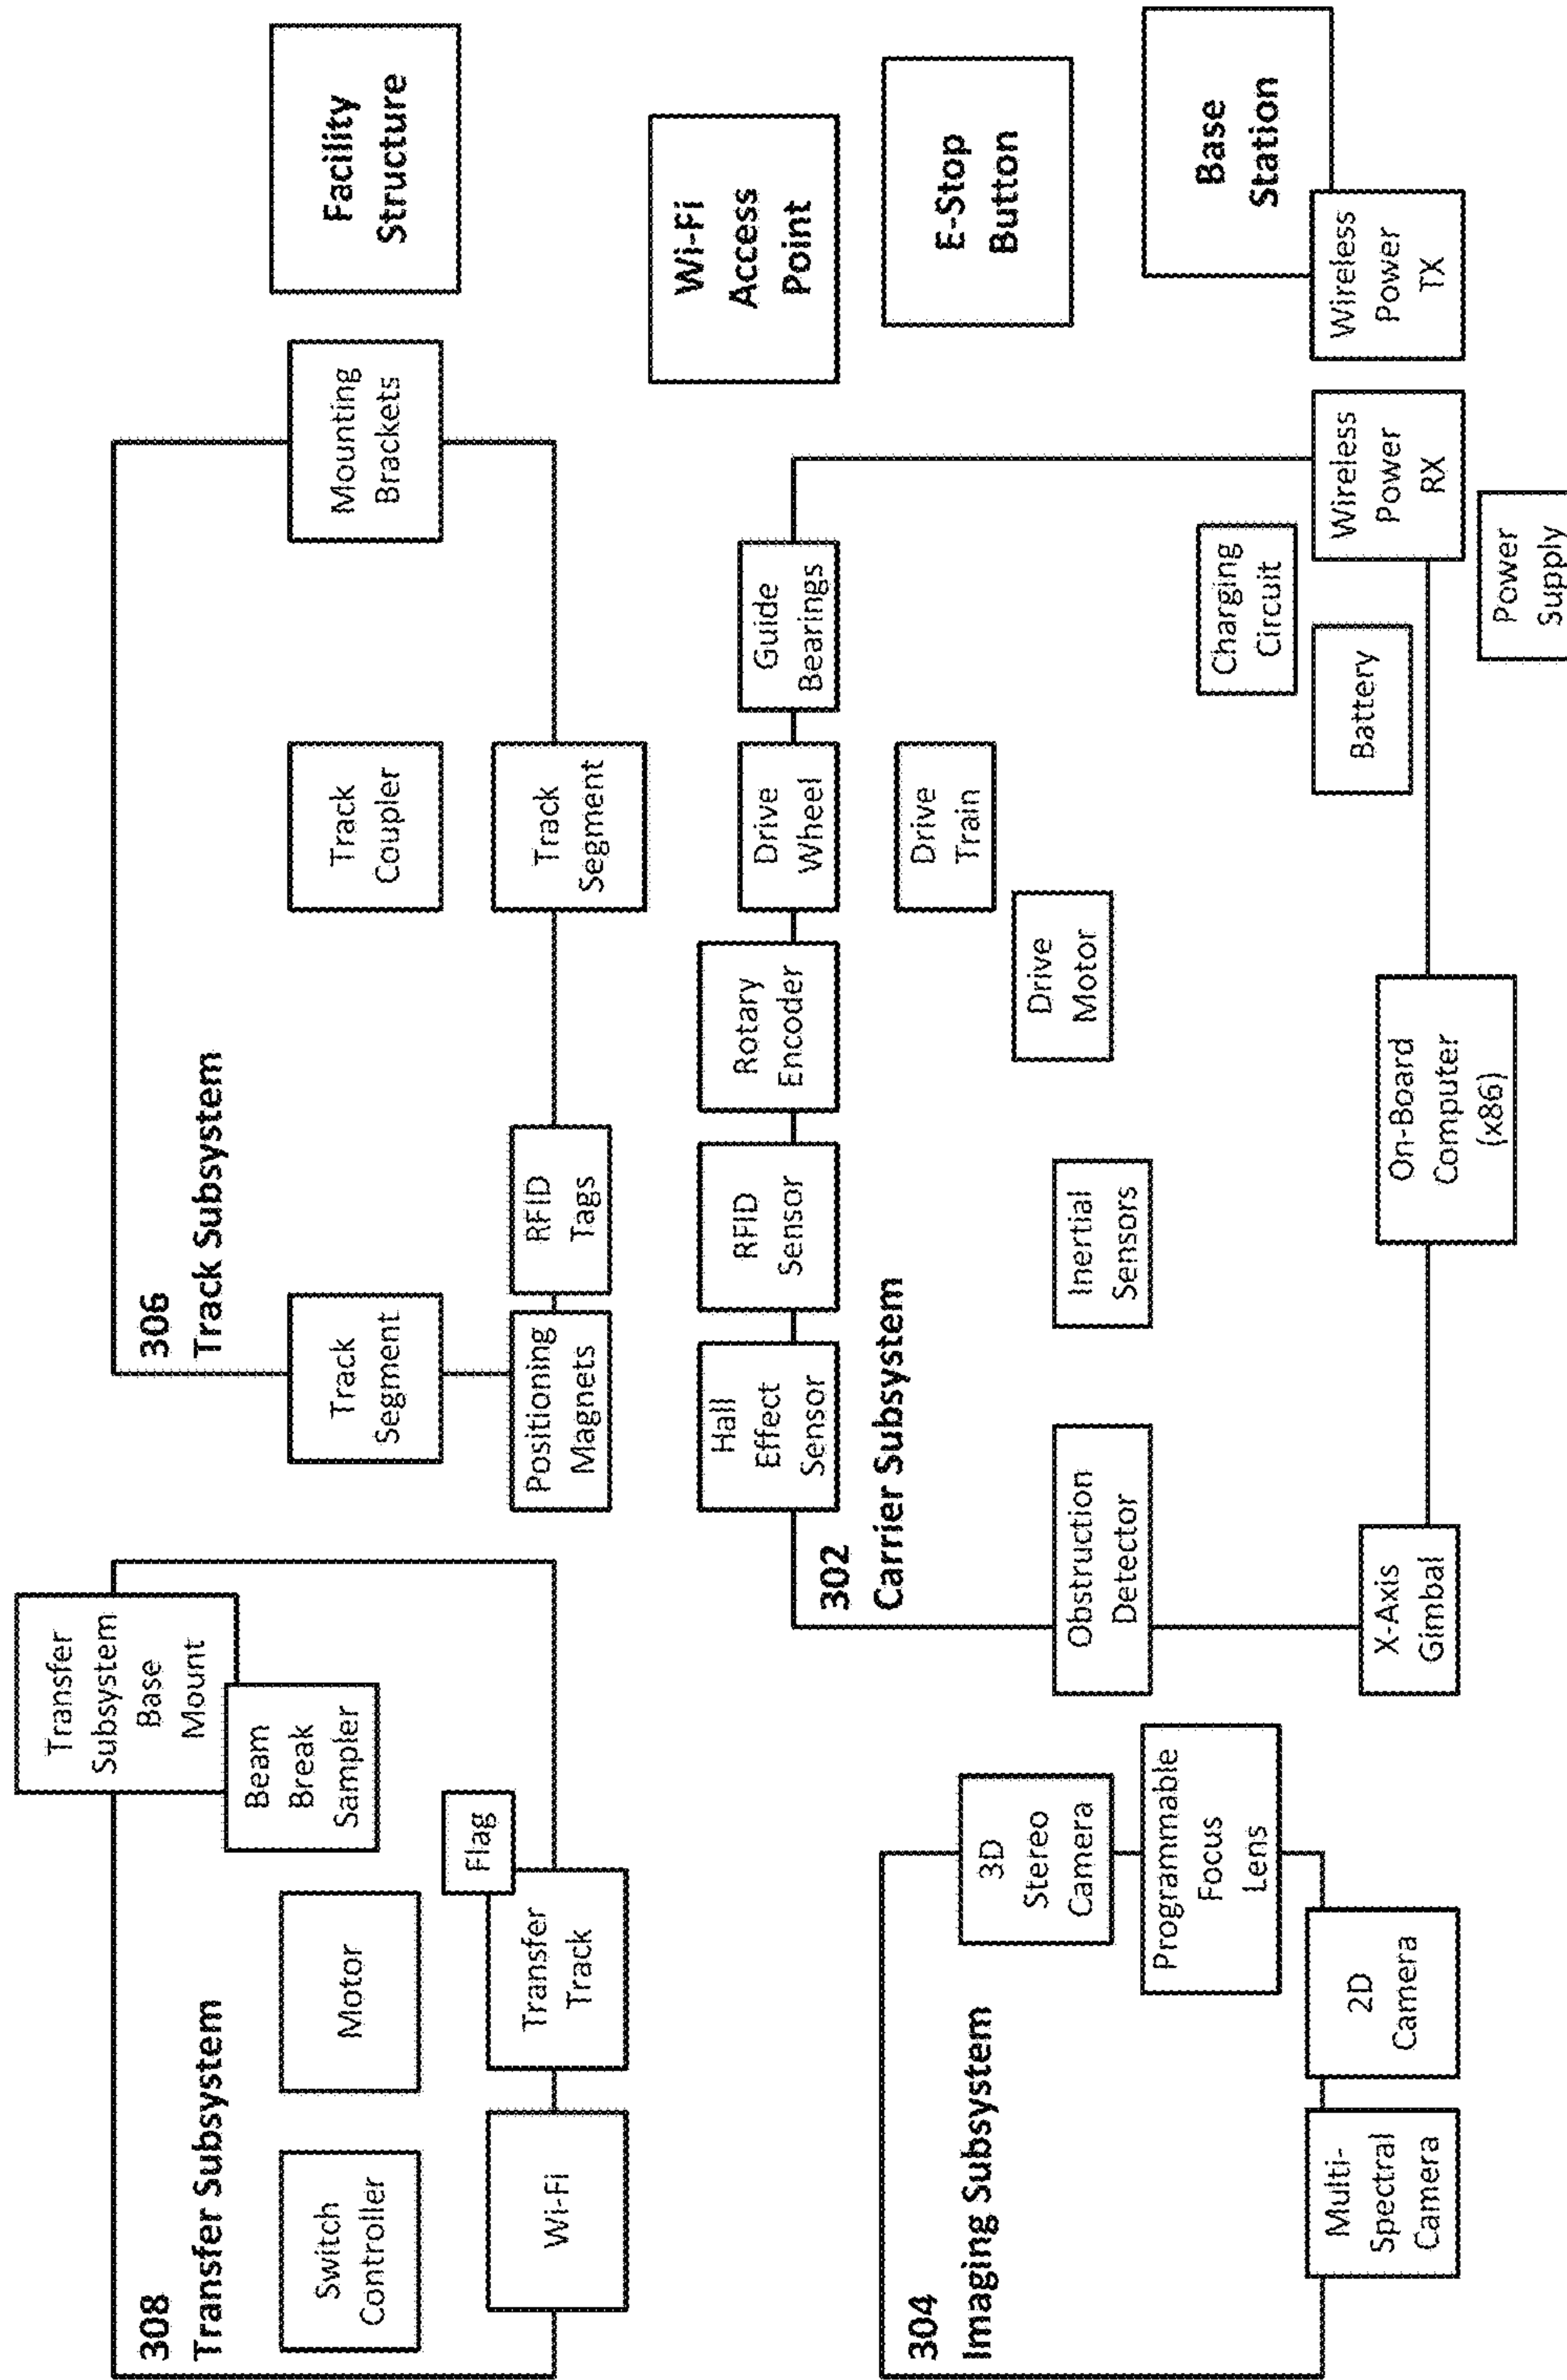 308
Transfer Subsystem
Switch
Controller
Motor
Transfer
Subsystem
Base
Mount
Beam
Break
Sampler
Flag
Wi-Fi
Transfer
Track
306
Track Subsystem
Track
Segment
Track
Coupler
Mounting
Brackets
Positioning
Magnets
RFID
Tags
Track
Segment
Facility
Structure
304
Imaging Subsystem
3D
Stereo
Camera
Programmable
Focus
Lens
Multi-
Spectral
Camera
2D
Camera
302
Carrier Subsystem
Hall
Effect
Sensor
RFID
Sensor
Rotary
Encoder
Drive
Wheel
Guide
Bearings
Drive
Train
Drive
Motor
Obstruction
Detector
Inertial
Sensors
X-Axis
Gimbal
On-Board
Computer
(x86)
Charging
Circuit
Battery
Wireless
Power
RX
Power
Supply
Wi-Fi
Access
Point
E-Stop
Button
Base
Station
Wireless
Power
TX